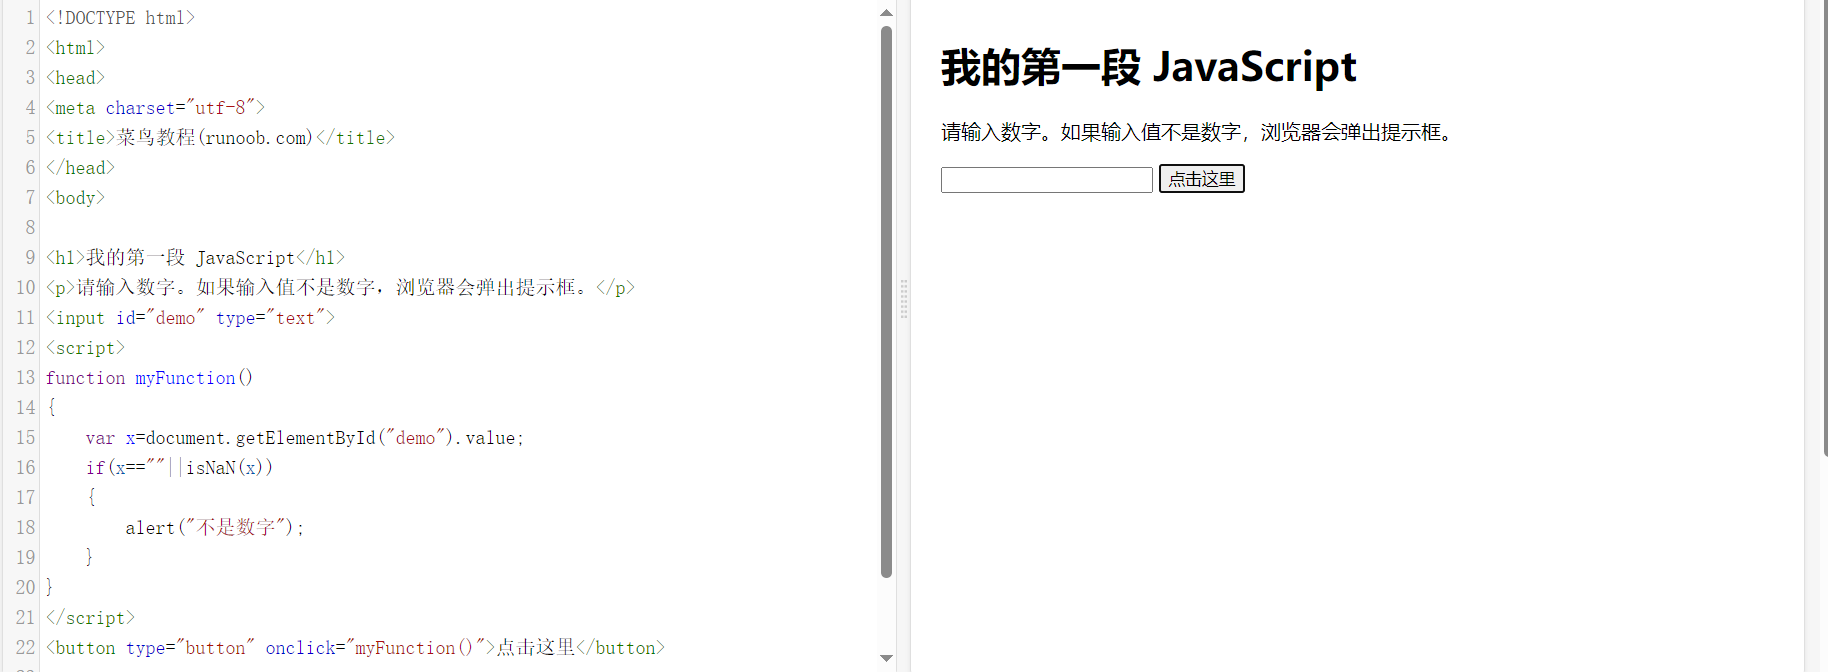 1 <!DOCTYPE html>
2 <html>
3 <head>
4 <meta charset="utf-8">
5 <title>菜鸟教程(runoob.com)</title>
6 </head>
7 <body>
8
9 <h1>我的第一段 JavaScript</h1>
10 <p>请输入数字。如果输入值不是数字，浏览器会弹出提示框。</p>
11 <input id="demo" type="text">
12 <script>
13 function myFunction()
14 {
15     var x=document.getElementById("demo").value;
16     if(x==""||isNaN(x))
17     {
18         alert("不是数字");
19     }
20 }
21 </script>
22 <button type="button" onclick="myFunction()">点击这里</button>
我的第一段 JavaScript
请输入数字。如果输入值不是数字，浏览器会弹出提示框。
点击这里